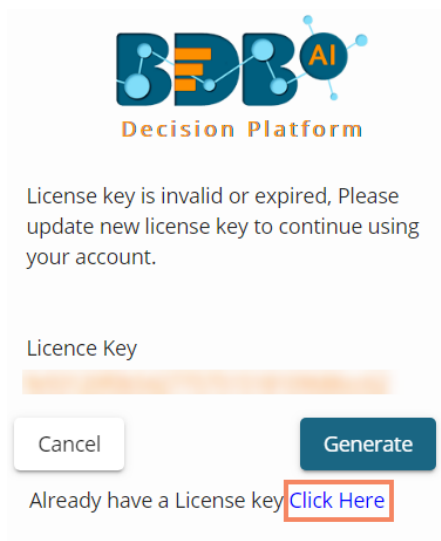 BDB AI
Decision Platform
License key is invalid or expired, Please
update new license key to continue using
your account.
Licence Key
Cancel
Generate
Already have a License key Click Here